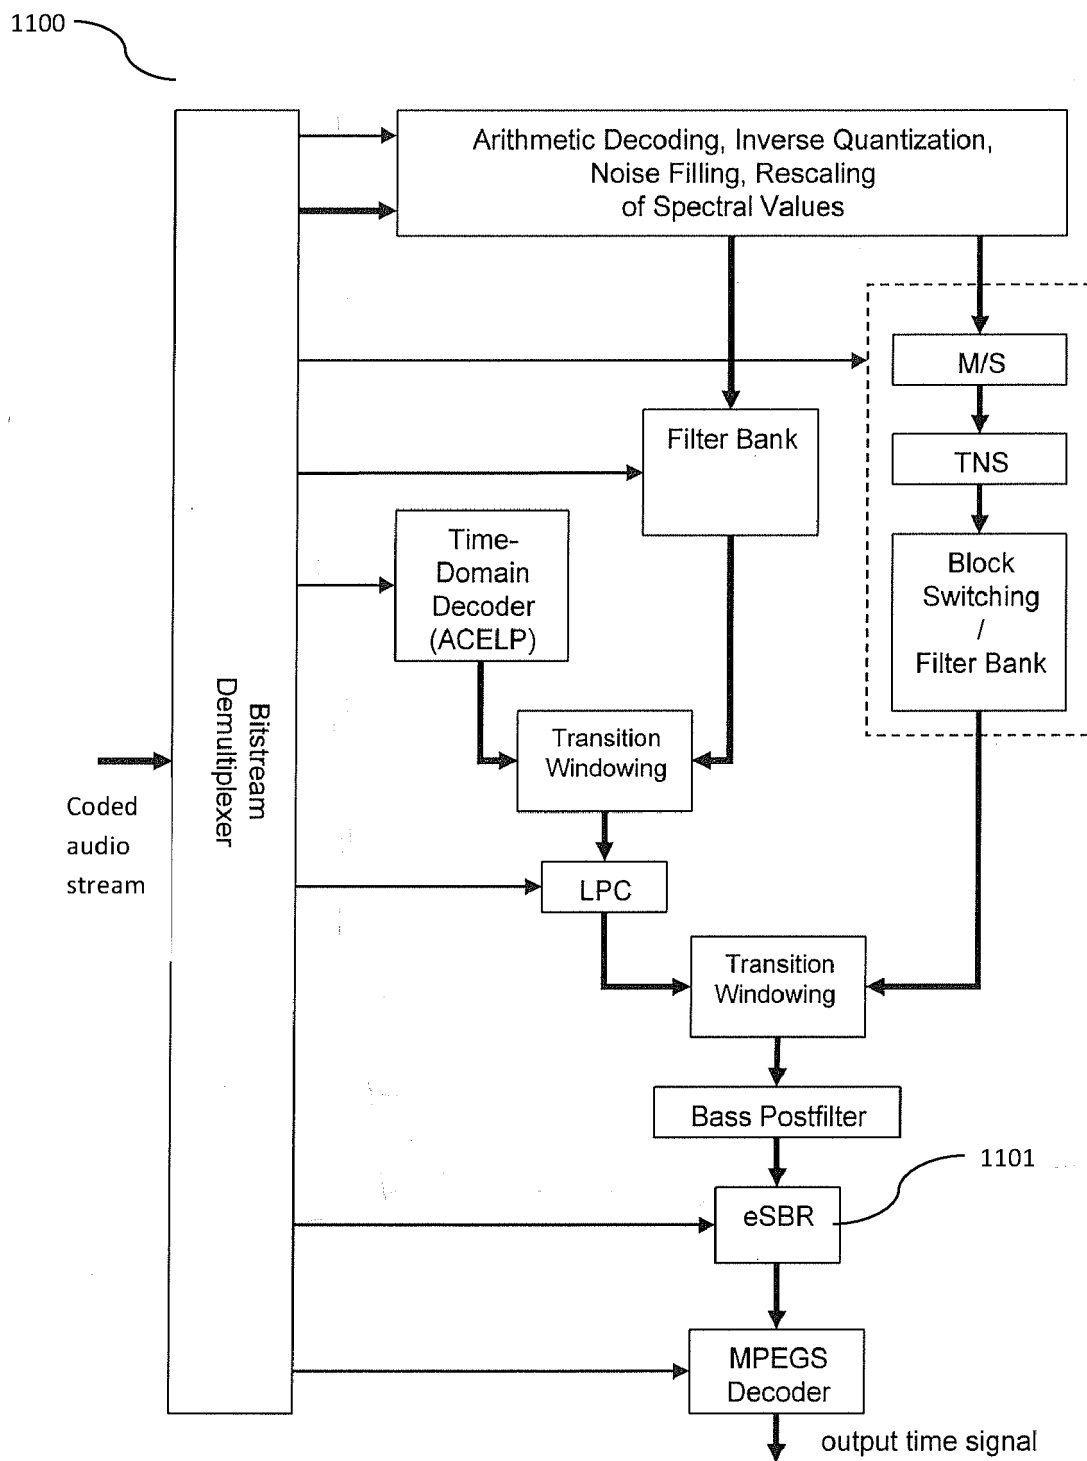 1100
Arithmetic Decoding, Inverse Quantization,
Noise Filling, Rescaling
of Spectral Values
M/S
Filter Bank
TNS
Time-
Domain
Decoder
(ACELP)
Block
Switching
/
Filter Bank
Bitstream
Demultiplexer
Transition
Windowing
Coded
audio
stream
LPC
Transition
Windowing
Bass Postfilter
1101
eSBR
MPEGS
Decoder
output time signal